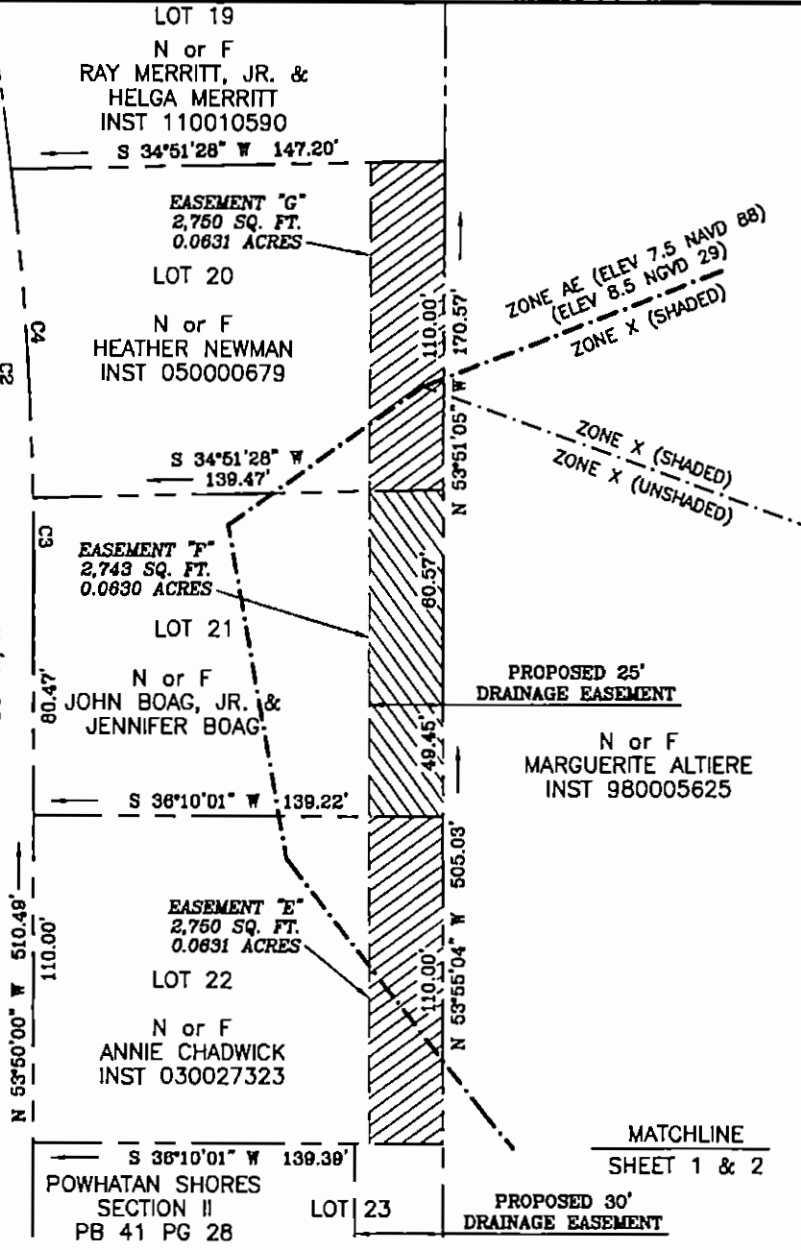 LOT 19
N or F
RAY MERRITT, JR. &
HELGA MERRITT
INST 110010590
S 34°51'28" W 147.20'
EASEMENT "G"
2,750 SQ. FT.
0.0631 ACRES
LOT 20
N or F
HEATHER NEWMAN
INST 050000679
C4
C2
110.00'
N 53°51'05" W 170.57'
ZONE AE (ELEV 7.5 NAVD 88)
(ELEV 8.5 NGVD 29)
ZONE X (SHADED)
ZONE X (SHADED)
ZONE X (UNSHADED)
S 34°51'28" W
139.47'
C3
EASEMENT "F"
2,743 SQ. FT.
0.0630 ACRES
LOT 21
N or F
JOHN BOAG, JR. &
JENNIFER BOAG
80.47'
60.57'
49.45'
PROPOSED 25'
DRAINAGE EASEMENT
N or F
MARGUERITE ALTIERE
INST 980005625
S 36°10'01" W 139.22'
EASEMENT "E"
2,750 SQ. FT.
0.0631 ACRES
LOT 22
N or F
ANNIE CHADWICK
INST 030027323
N 53°50'00" W 510.49'
110.00'
110.00'
N 53°55'04" W 505.03'
S 36°10'01" W 139.39'
MATCHLINE
SHEET 1 & 2
POWHATAN SHORES
SECTION II
PB 41 PG 28
LOT 23
PROPOSED 30'
DRAINAGE EASEMENT